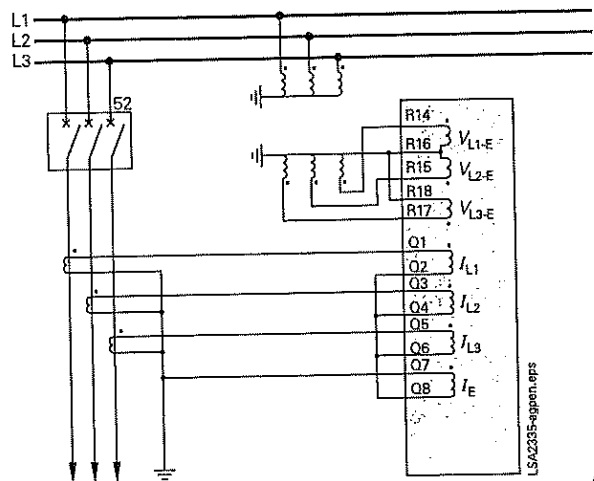 L1
L2
L3
52
R14
R16
V_L1-E
R15
V_L2-E
R18
R17
V_L3-E
Q1
Q2
I_L1
Q3
Q4
I_L2
Q5
Q6
I_L3
Q7
Q8
I_E
LSA2335-agpen.eps